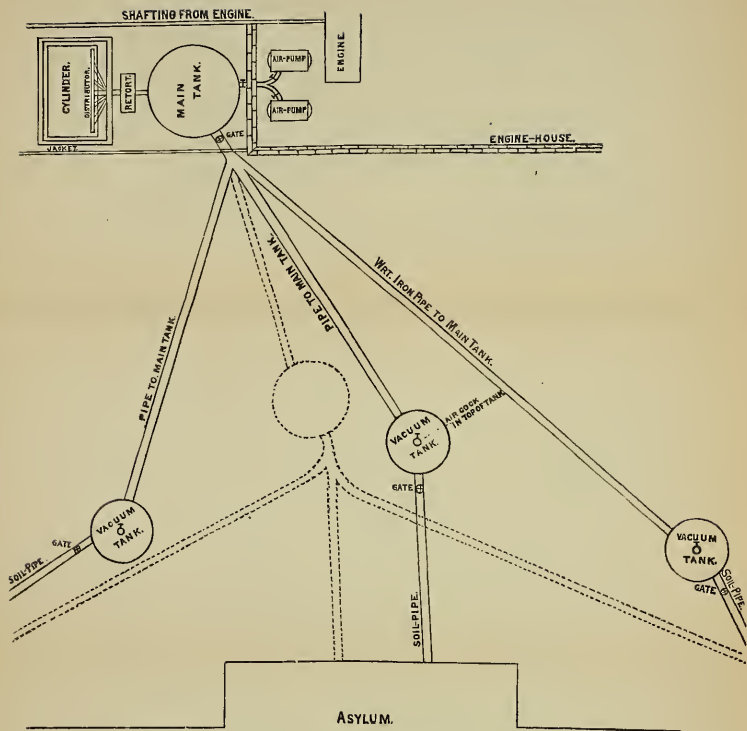 SHAFTING FROM ENGINE.
ENGINE.
AIR-PUMP
AIR-PUMP
CYLINDER.
DISTRIBUTOR.
RETORT.
MAIN
TANK.
GATE
JACKET.
ENGINE-HOUSE.
PIPE TO MAIN TANK.
PIPE TO MAIN TANK.
WRT. IRON PIPE TO MAIN TANK.
AIR COCK
IN TOP OF TANK
VACUUM
TANK.
GATE
SOIL-PIPE.
VACUUM
TANK.
GATE
SOIL-PIPE.
VACUUM
TANK.
GATE
SOIL-PIPE.
ASYLUM.